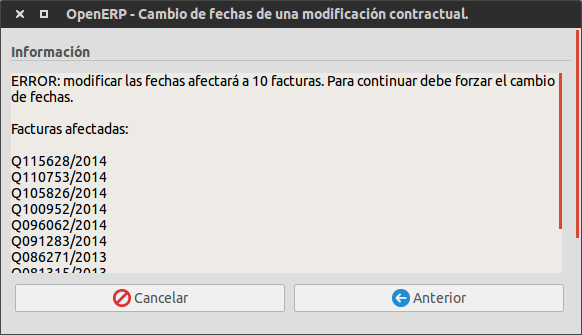 OpenERP - Cambio de fechas de una modificación contractual.
Información
ERROR: modificar las fechas afectará a 10 facturas. Para continuar debe forzar el cambio
de fechas.
Facturas afectadas:
Q115628/2014
Q110753/2014
Q105826/2014
Q100952/2014
Q096062/2014
Q091283/2014
Q086271/2013
Q081315/2013
Cancelar
Anterior